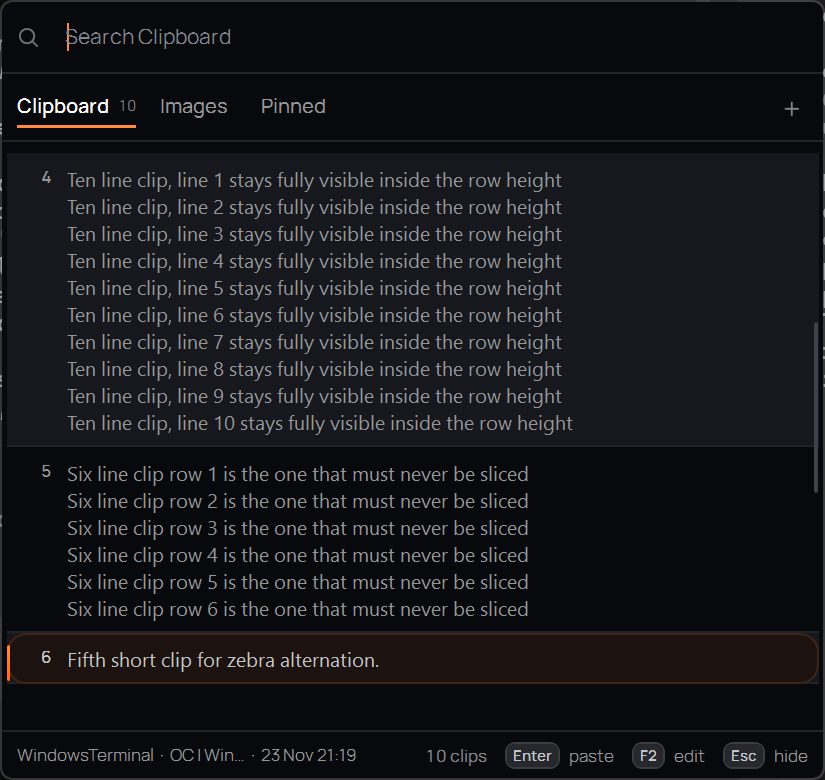 Search Clipboard
Clipboard 10 Images Pinned +
4 Ten line clip, line 1 stays fully visible inside the row height
Ten line clip, line 2 stays fully visible inside the row height
Ten line clip, line 3 stays fully visible inside the row height
Ten line clip, line 4 stays fully visible inside the row height
Ten line clip, line 5 stays fully visible inside the row height
Ten line clip, line 6 stays fully visible inside the row height
Ten line clip, line 7 stays fully visible inside the row height
Ten line clip, line 8 stays fully visible inside the row height
Ten line clip, line 9 stays fully visible inside the row height
Ten line clip, line 10 stays fully visible inside the row height
5 Six line clip row 1 is the one that must never be sliced
Six line clip row 2 is the one that must never be sliced
Six line clip row 3 is the one that must never be sliced
Six line clip row 4 is the one that must never be sliced
Six line clip row 5 is the one that must never be sliced
Six line clip row 6 is the one that must never be sliced
6 Fifth short clip for zebra alternation.
WindowsTerminal · OC | Win... · 23 Nov 21:19 10 clips Enter paste F2 edit Esc hide